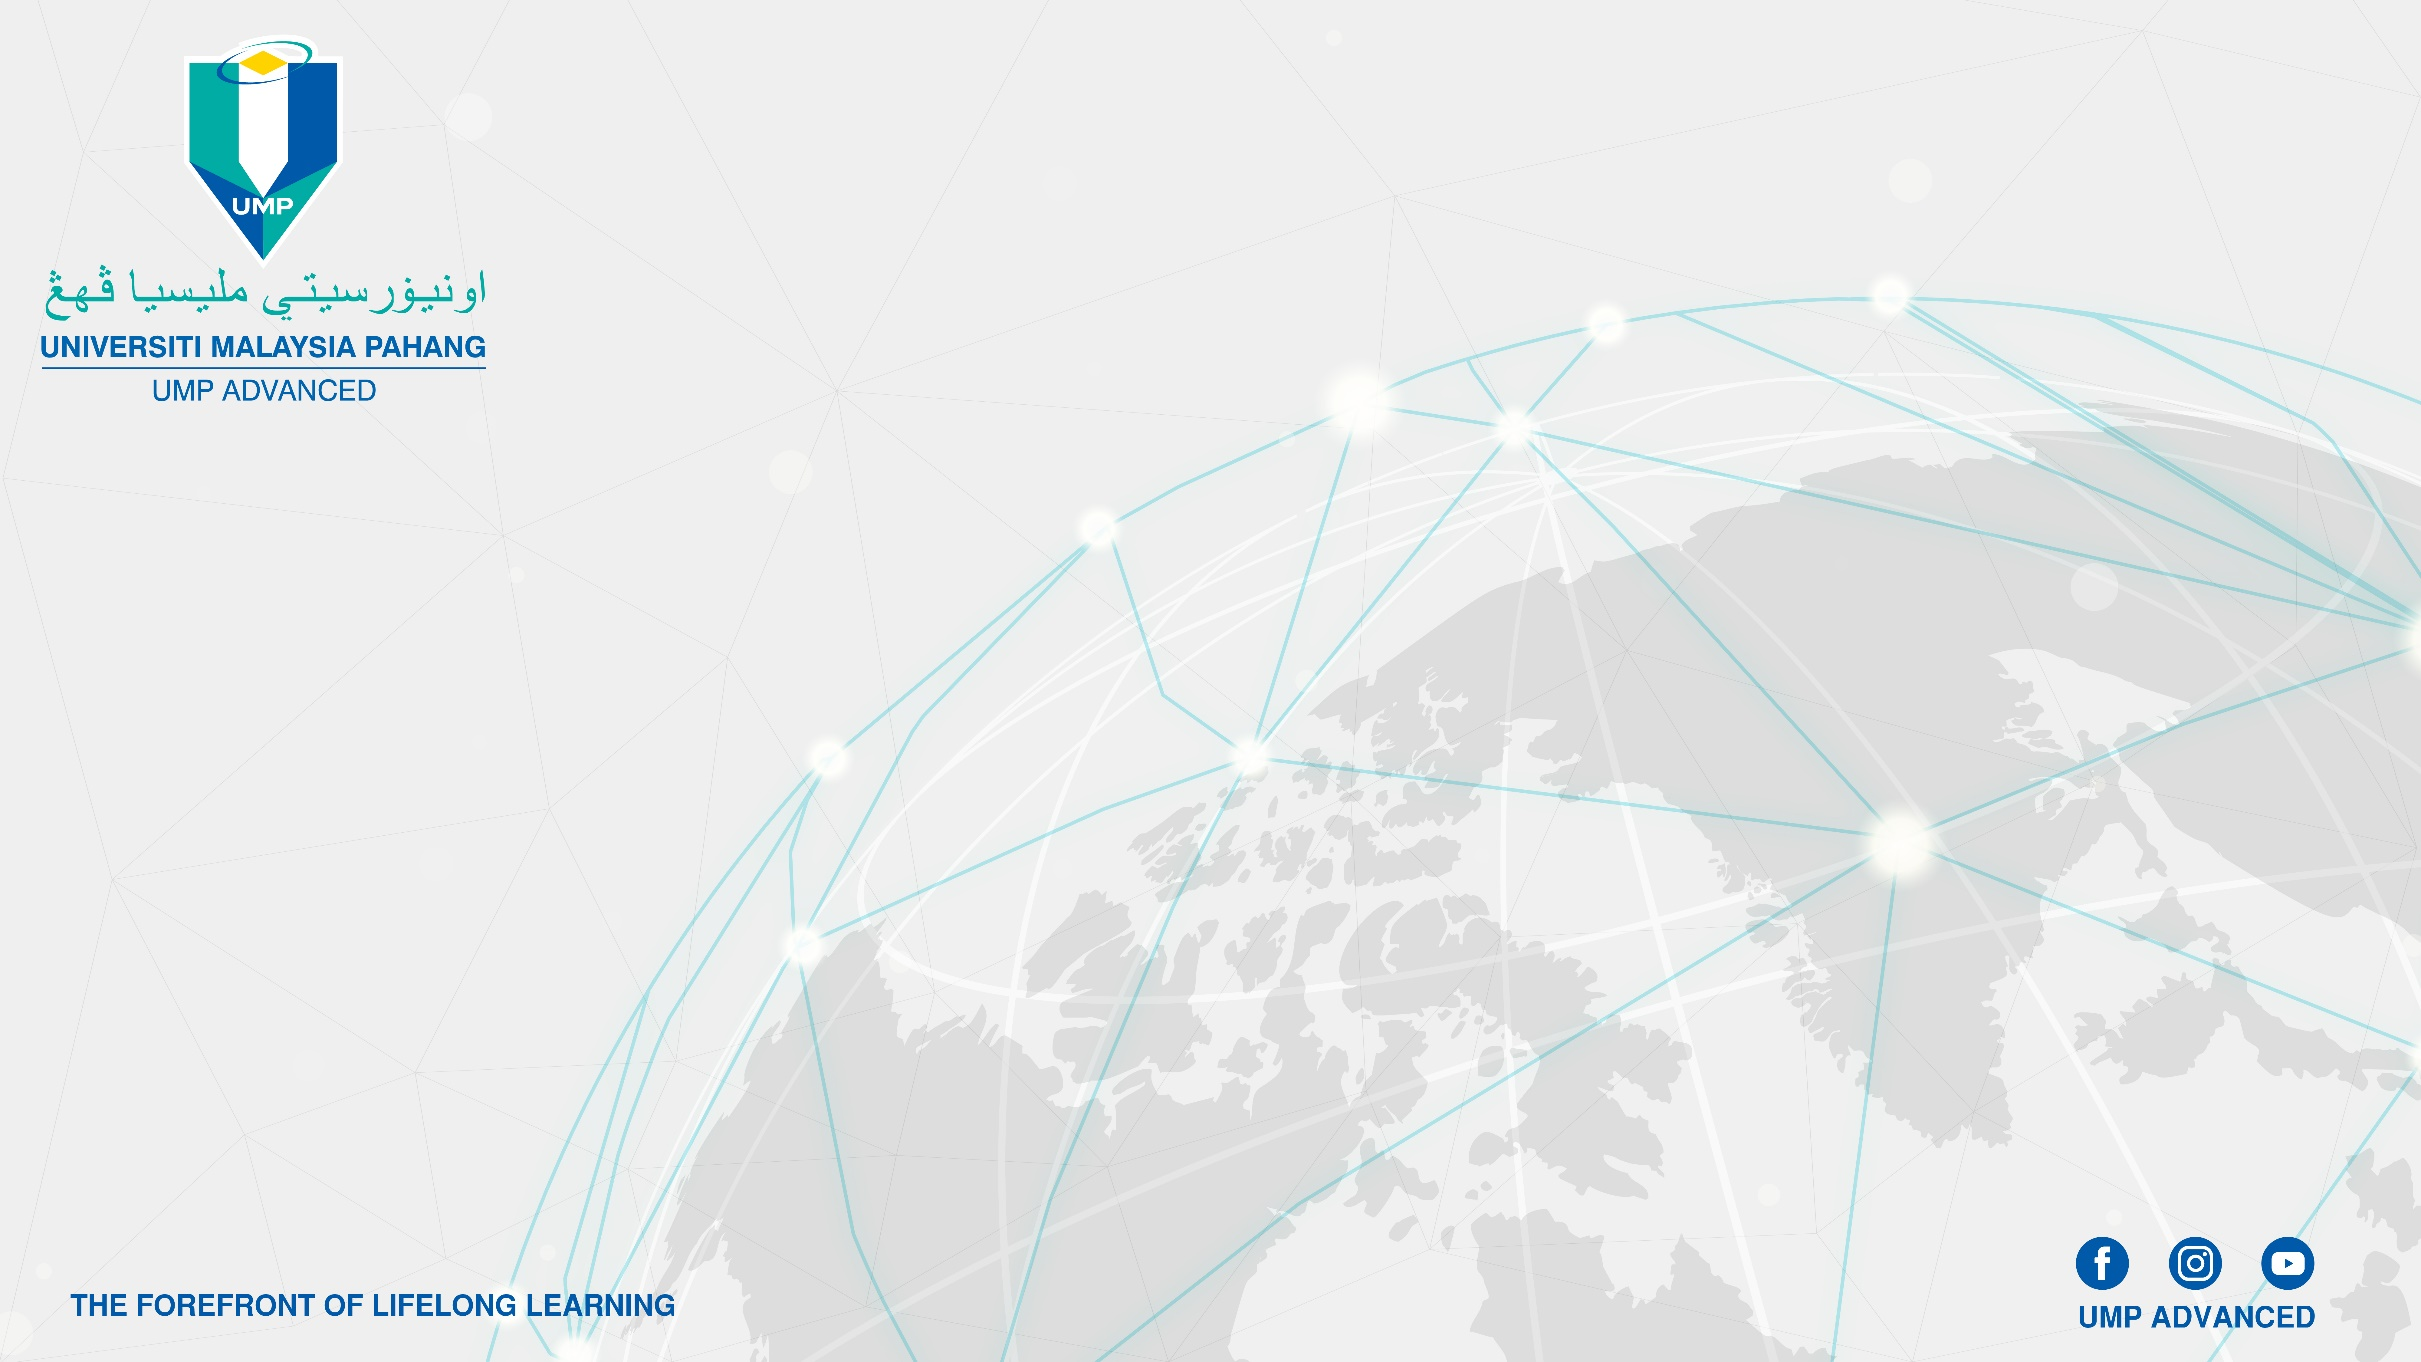 UMP
اونيۏرسيتي مليسيا ڤهڠ
UNIVERSITI MALAYSIA PAHANG
UMP ADVANCED
THE FOREFRONT OF LIFELONG LEARNING
UMP ADVANCED